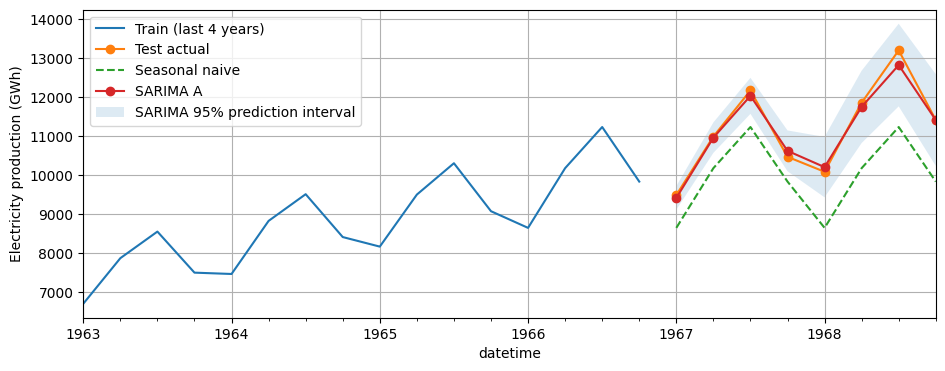 Train (last 4 years)
Test actual
Seasonal naive
SARIMA A
SARIMA 95% prediction interval
Electricity production (GWh)
14000
13000
12000
11000
10000
9000
8000
7000
1963 1964 1965 1966 1967 1968
datetime